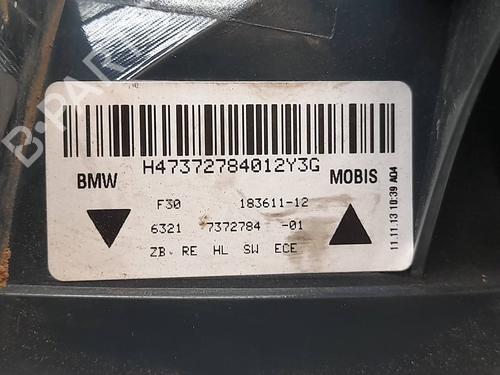 B-PARTS
H47372784012Y3G
BMW
MOBIS
F30 183611-12
6321 7372784 -01
ZB RE HL SW ECE
11.11.13 10:39 A04